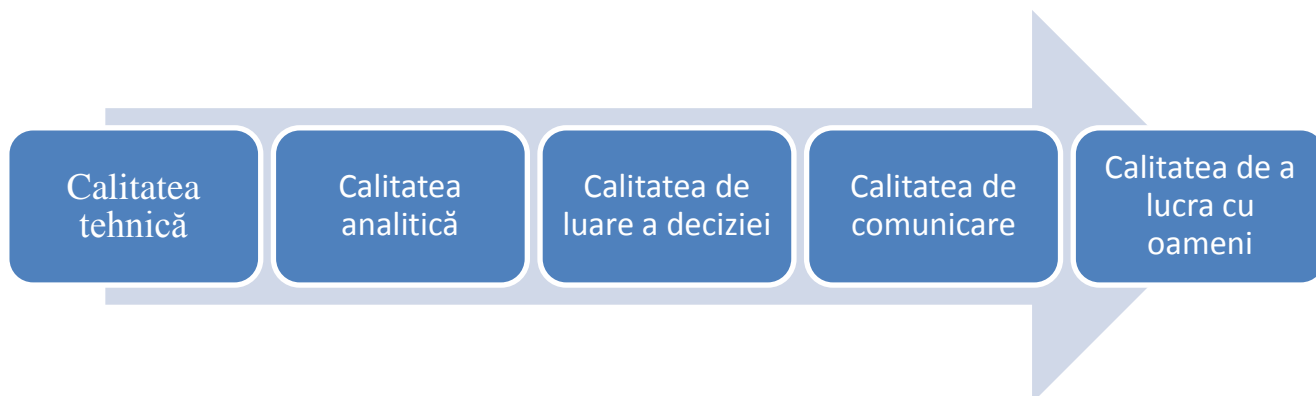 Calitatea
tehnică
Calitatea
analitică
Calitatea de
luare a deciziei
Calitatea de
comunicare
Calitatea de a
lucra cu
oameni